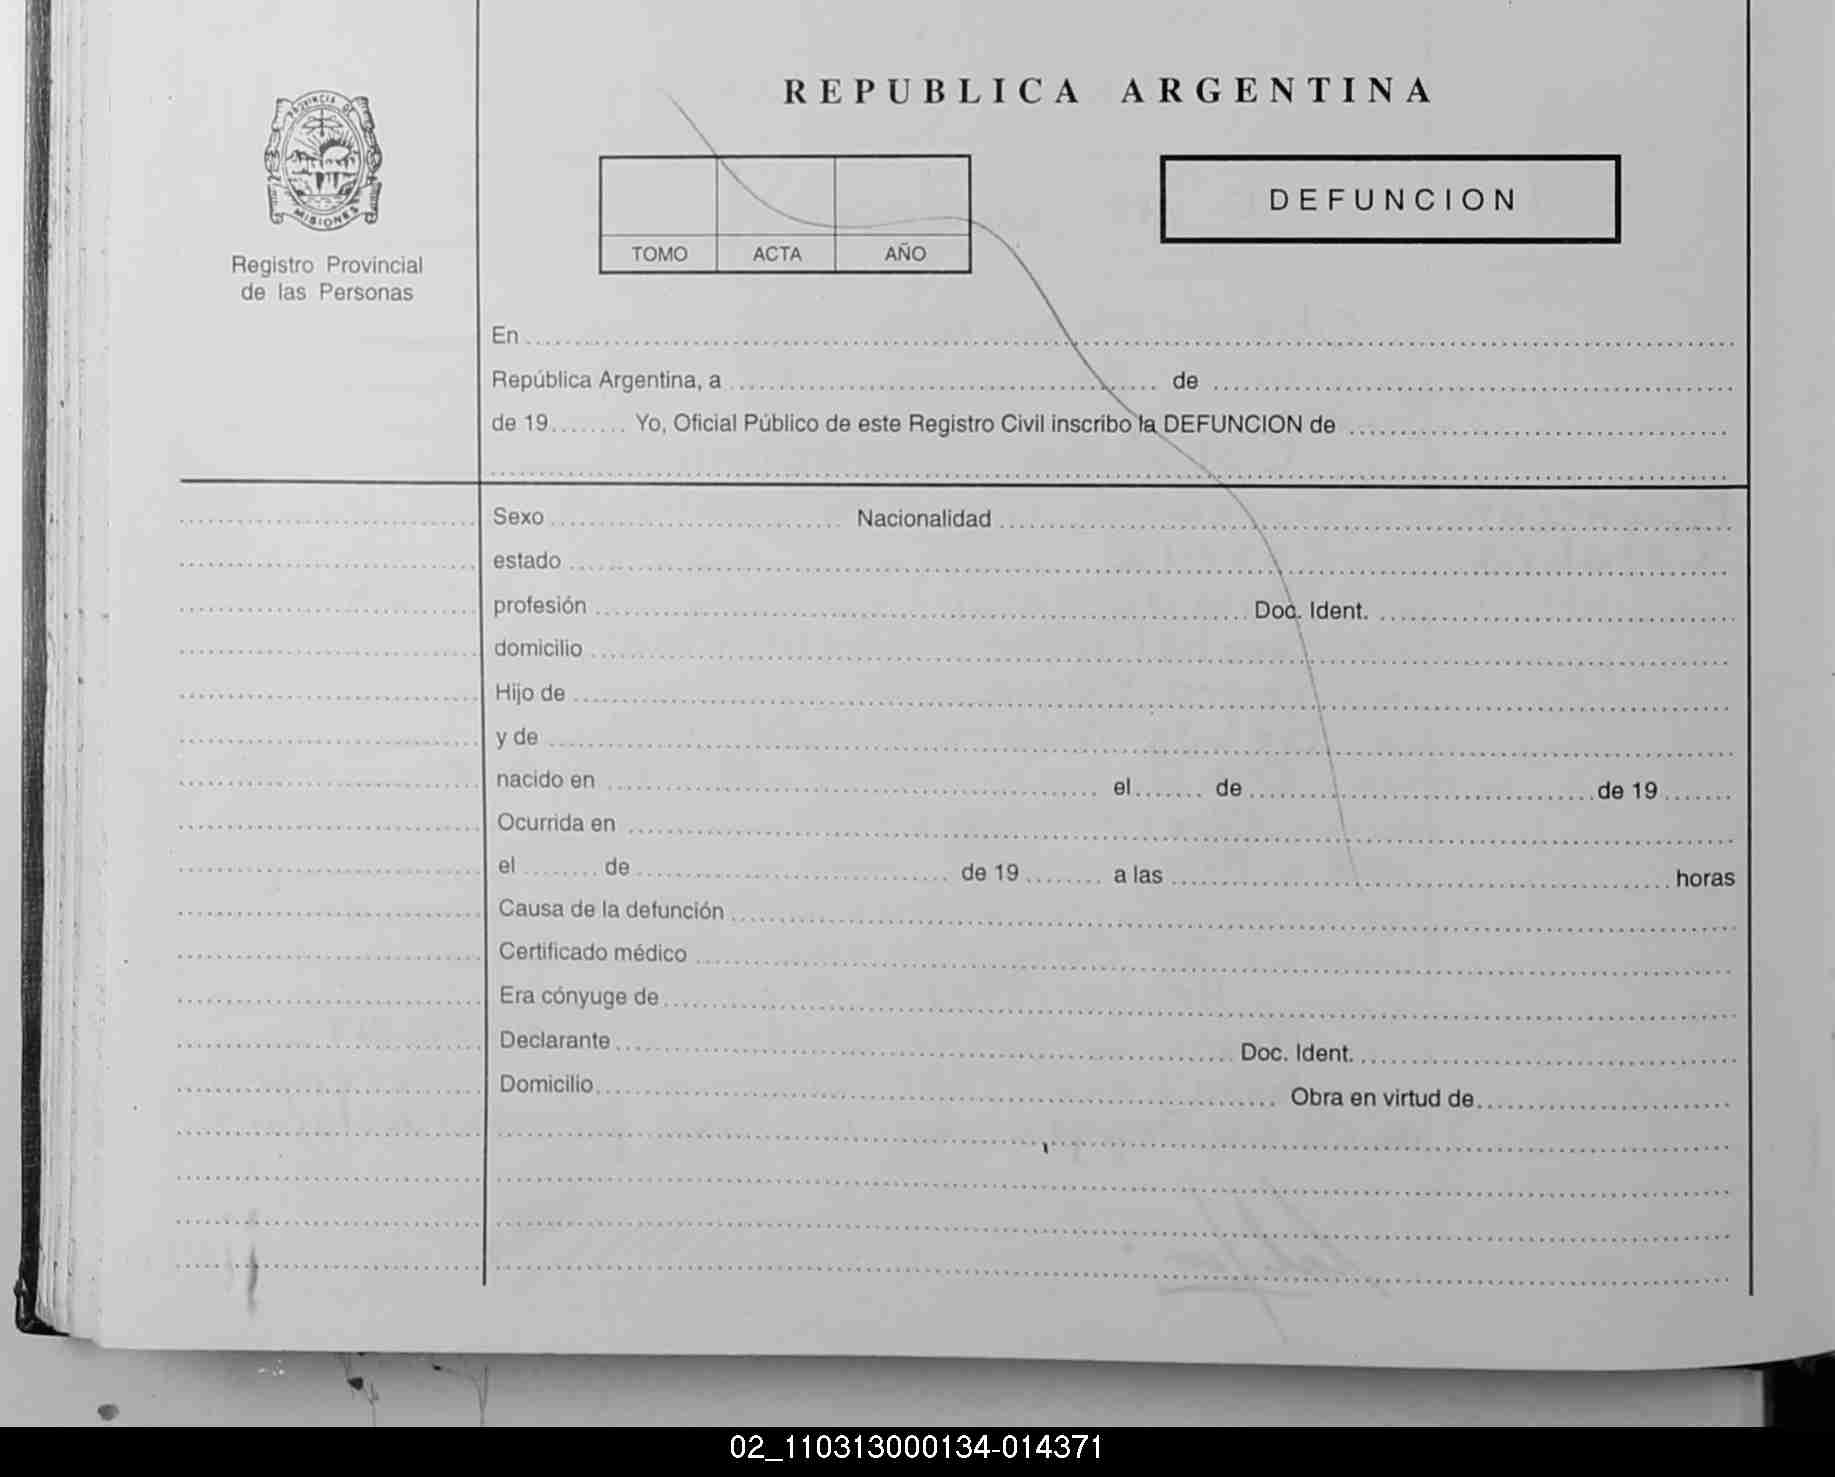 REPUBLICA ARGENTINA
PROVINCIA DE
MISIONES
DEFUNCION
TOMO ACTA AÑO
Registro Provincial
de las Personas
En
República Argentina, a de
de 19 Yo, Oficial Público de este Registro Civil inscribo la DEFUNCION de
Sexo Nacionalidad
estado
profesión Doc. Ident.
domicilio
Hijo de
y de
nacido en el de de 19
Ocurrida en
el de de 19 a las horas
Causa de la defunción
Certificado médico
Era cónyuge de
Declarante Doc. Ident.
Domicilio Obra en virtud de
02_110313000134-014371